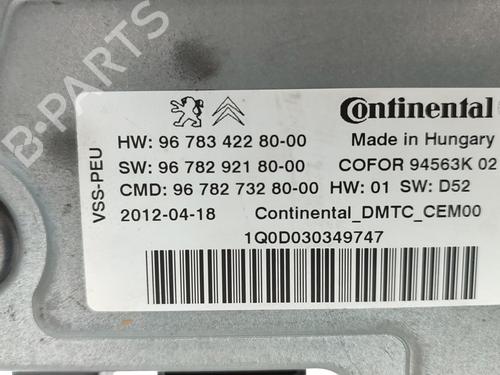 B-PARTS
Continental
HW: 96 783 422 80-00 Made in Hungary
SW: 96 782 921 80-00 COFOR 94563K 02
CMD: 96 782 732 80-00 HW: 01 SW: D52
2012-04-18 Continental_DMTC_CEM00
1Q0D030349747
VSS-PEU